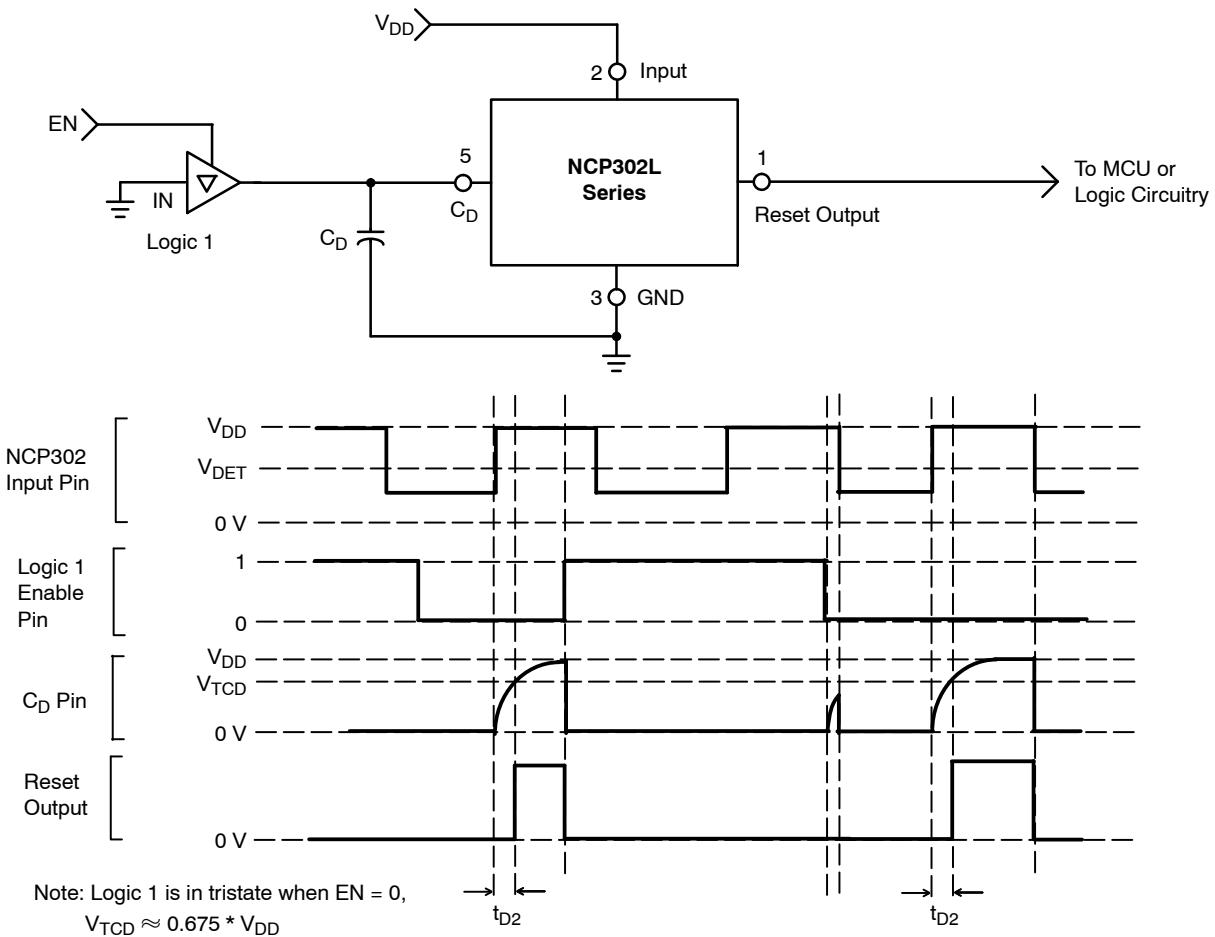 V_DD
2 Input
EN
IN
Logic 1
C_D
5
C_D
NCP302L
Series
1
Reset Output
To MCU or
Logic Circuitry
3 GND
NCP302
Input Pin
V_DD
V_DET
0 V
Logic 1
Enable
Pin
1
0
C_D Pin
V_DD
V_TCD
0 V
Reset
Output
0 V
t_D2
t_D2
Note: Logic 1 is in tristate when EN = 0,
V_TCD ≈ 0.675 * V_DD